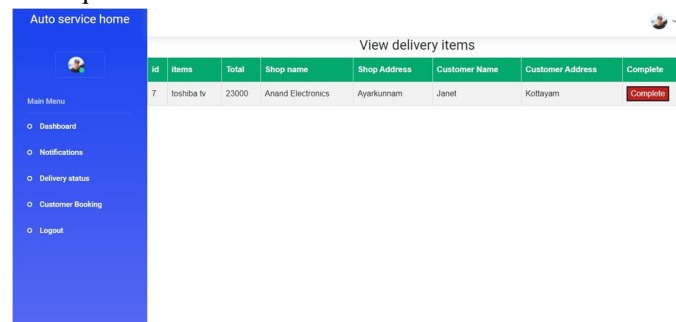 Auto service home
View delivery items
id items Total Shop name Shop Address Customer Name Customer Address Complete
7 toshiba tv 23000 Anand Electronics Ayarkunnam Janet Kottayam Complete
Main Menu
Dashboard
Notifications
Delivery status
Customer Booking
Logout